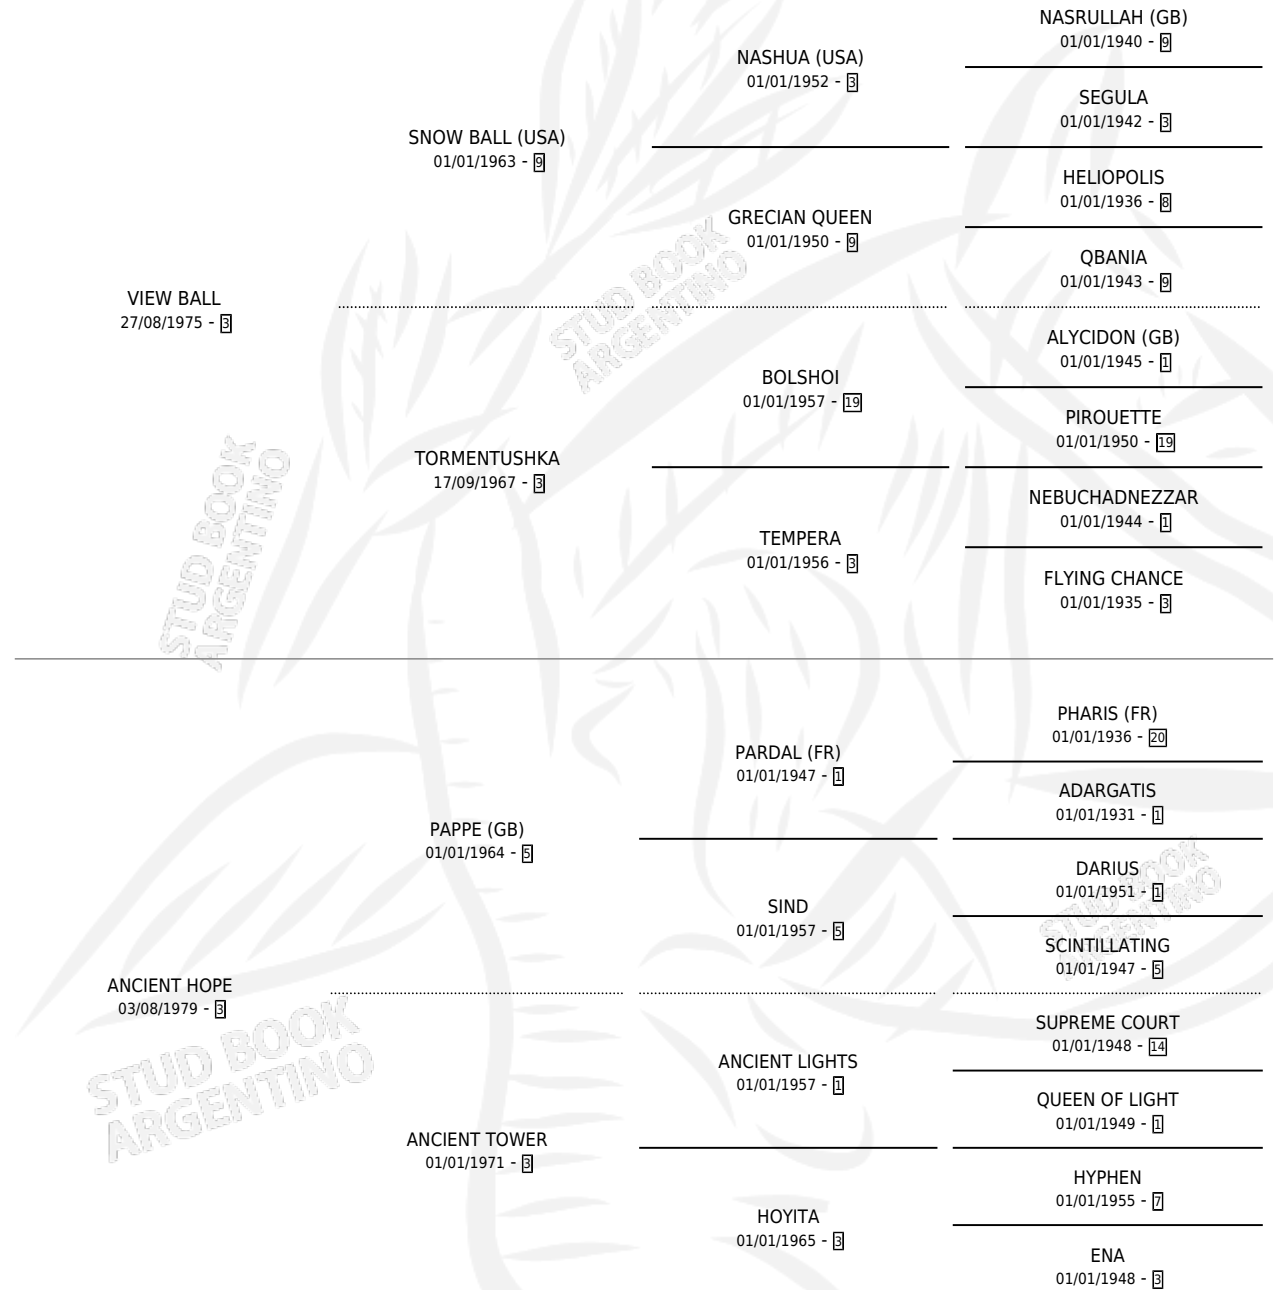 NASRULLAH (GB)
01/01/1940 - 9
NASHUA (USA)
01/01/1952 - 3
SEGULA
01/01/1942 - 3
SNOW BALL (USA)
01/01/1963 - 9
HELIOPOLIS
01/01/1936 - 8
GRECIAN QUEEN
01/01/1950 - 9
QBANIA
01/01/1943 - 9
VIEW BALL
27/08/1975 - 3
STUD BOOK
ARGENTINO
ALYCIDON (GB)
01/01/1945 - 1
BOLSHOI
01/01/1957 - 19
PIROUETTE
01/01/1950 - 19
TORMENTUSHKA
17/09/1967 - 3
NEBUCHADNEZZAR
01/01/1944 - 1
TEMPERA
01/01/1956 - 3
FLYING CHANCE
01/01/1935 - 3
STUD BOOK
ARGENTINO
PHARIS (FR)
01/01/1936 - 20
PARDAL (FR)
01/01/1947 - 1
ADARGATIS
01/01/1931 - 1
PAPPE (GB)
01/01/1964 - 5
DARIUS
01/01/1951 - 1
SIND
01/01/1957 - 5
STUD BOOK
ARGENTINO
SCINTILLATING
01/01/1947 - 5
ANCIENT HOPE
03/08/1979 - 3
STUD BOOK
ARGENTINO
SUPREME COURT
01/01/1948 - 14
ANCIENT LIGHTS
01/01/1957 - 1
QUEEN OF LIGHT
01/01/1949 - 1
ANCIENT TOWER
01/01/1971 - 3
HYPHEN
01/01/1955 - 7
HOYITA
01/01/1965 - 3
ENA
01/01/1948 - 3